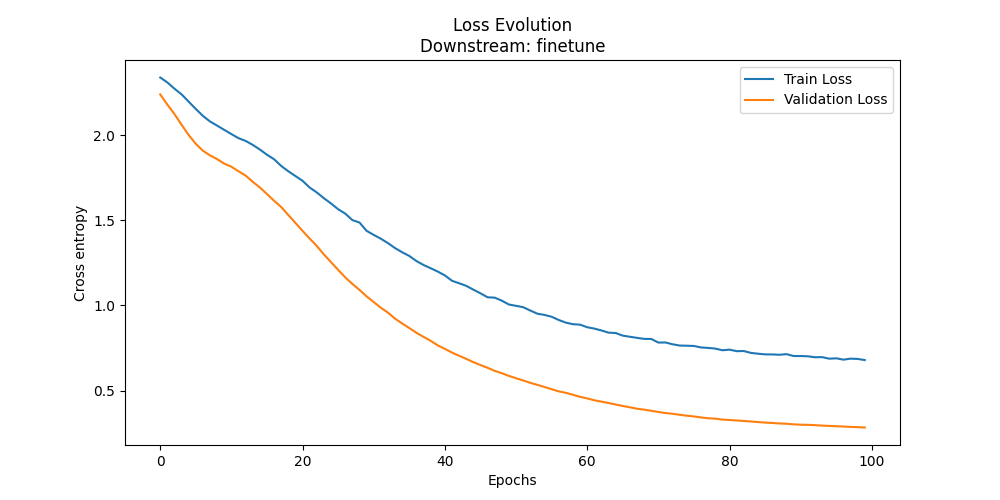 Loss Evolution
Downstream: finetune
Train Loss
Validation Loss
Cross entropy
2.0
1.5
1.0
0.5
0 20 40 60 80 100
Epochs